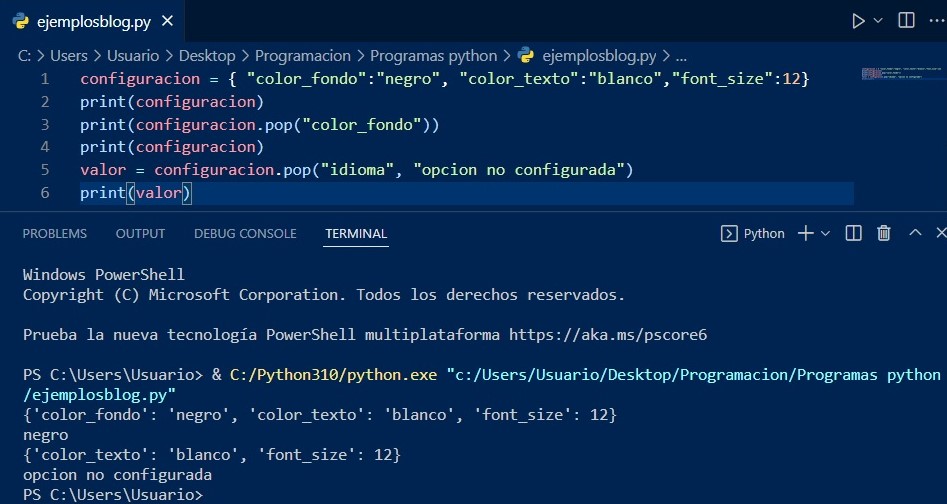 ejemplosblog.py
C: > Users > Usuario > Desktop > Programacion > Programas python > ejemplosblog.py > ...
1 configuracion = { "color_fondo":"negro", "color_texto":"blanco","font_size":12}
2 print(configuracion)
3 print(configuracion.pop("color_fondo"))
4 print(configuracion)
5 valor = configuracion.pop("idioma", "opcion no configurada")
6 print(valor)
PROBLEMS OUTPUT DEBUG CONSOLE TERMINAL Python
Windows PowerShell
Copyright (C) Microsoft Corporation. Todos los derechos reservados.
Prueba la nueva tecnología PowerShell multiplataforma https://aka.ms/pscore6
PS C:\Users\Usuario> & C:/Python310/python.exe "c:/Users/Usuario/Desktop/Programacion/Programas python
/ejemplosblog.py"
{'color_fondo': 'negro', 'color_texto': 'blanco', 'font_size': 12}
negro
{'color_texto': 'blanco', 'font_size': 12}
opcion no configurada
PS C:\Users\Usuario>